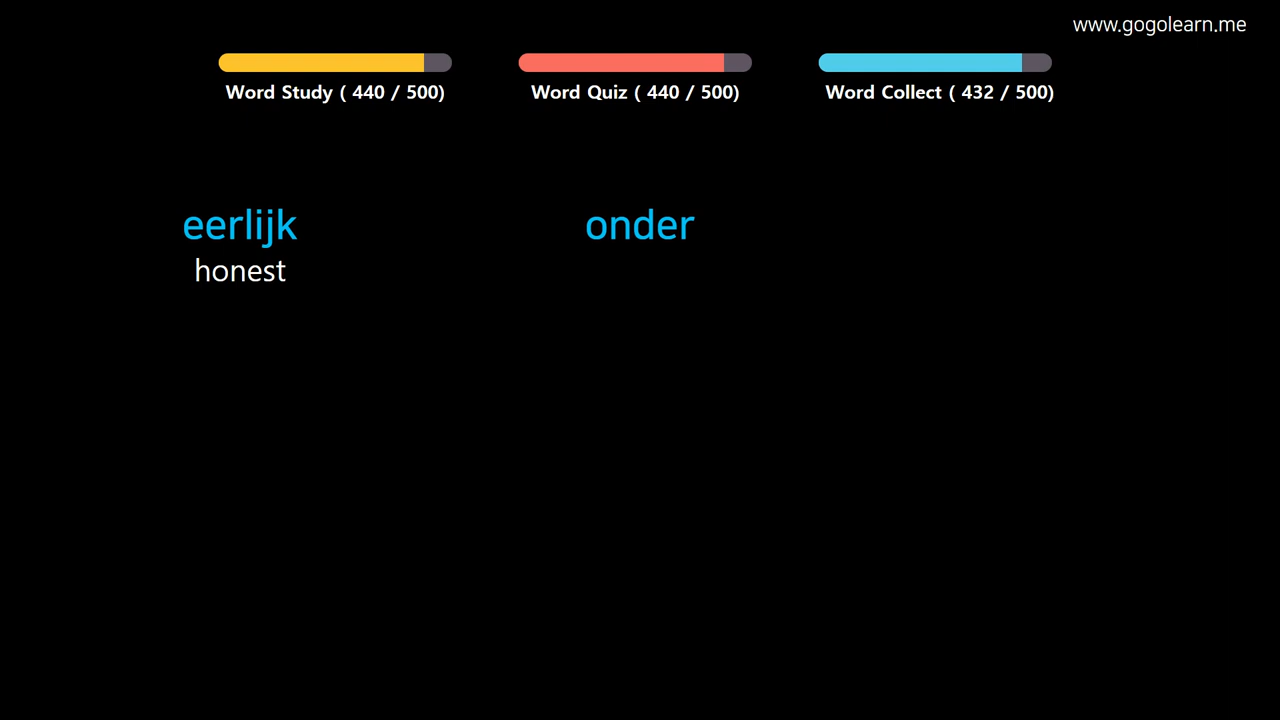 www.gogolearn.me
Word Study ( 440 / 500)
Word Quiz ( 440 / 500)
Word Collect ( 432 / 500)
eerlijk
honest
onder